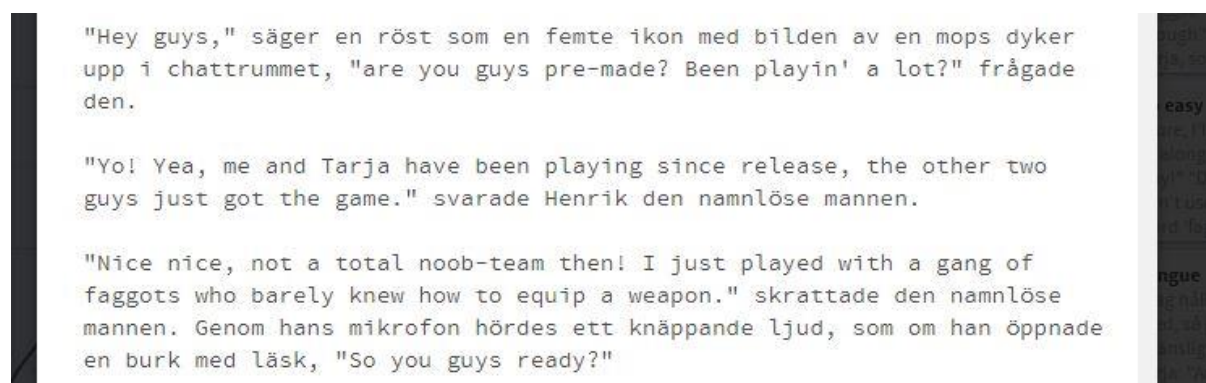 "Hey guys," säger en röst som en femte ikon med bilden av en mops dyker
upp i chattrummet, "are you guys pre-made? Been playin' a lot?" frågade
den.
"Yo! Yea, me and Tarja have been playing since release, the other two
guys just got the game." svarade Henrik den namnlöse mannen.
"Nice nice, not a total noob-team then! I just played with a gang of
faggots who barely knew how to equip a weapon." skrattade den namnlöse
mannen. Genom hans mikrofon hördes ett knäppande ljud, som om han öppnade
en burk med läsk, "So you guys ready?"
easy